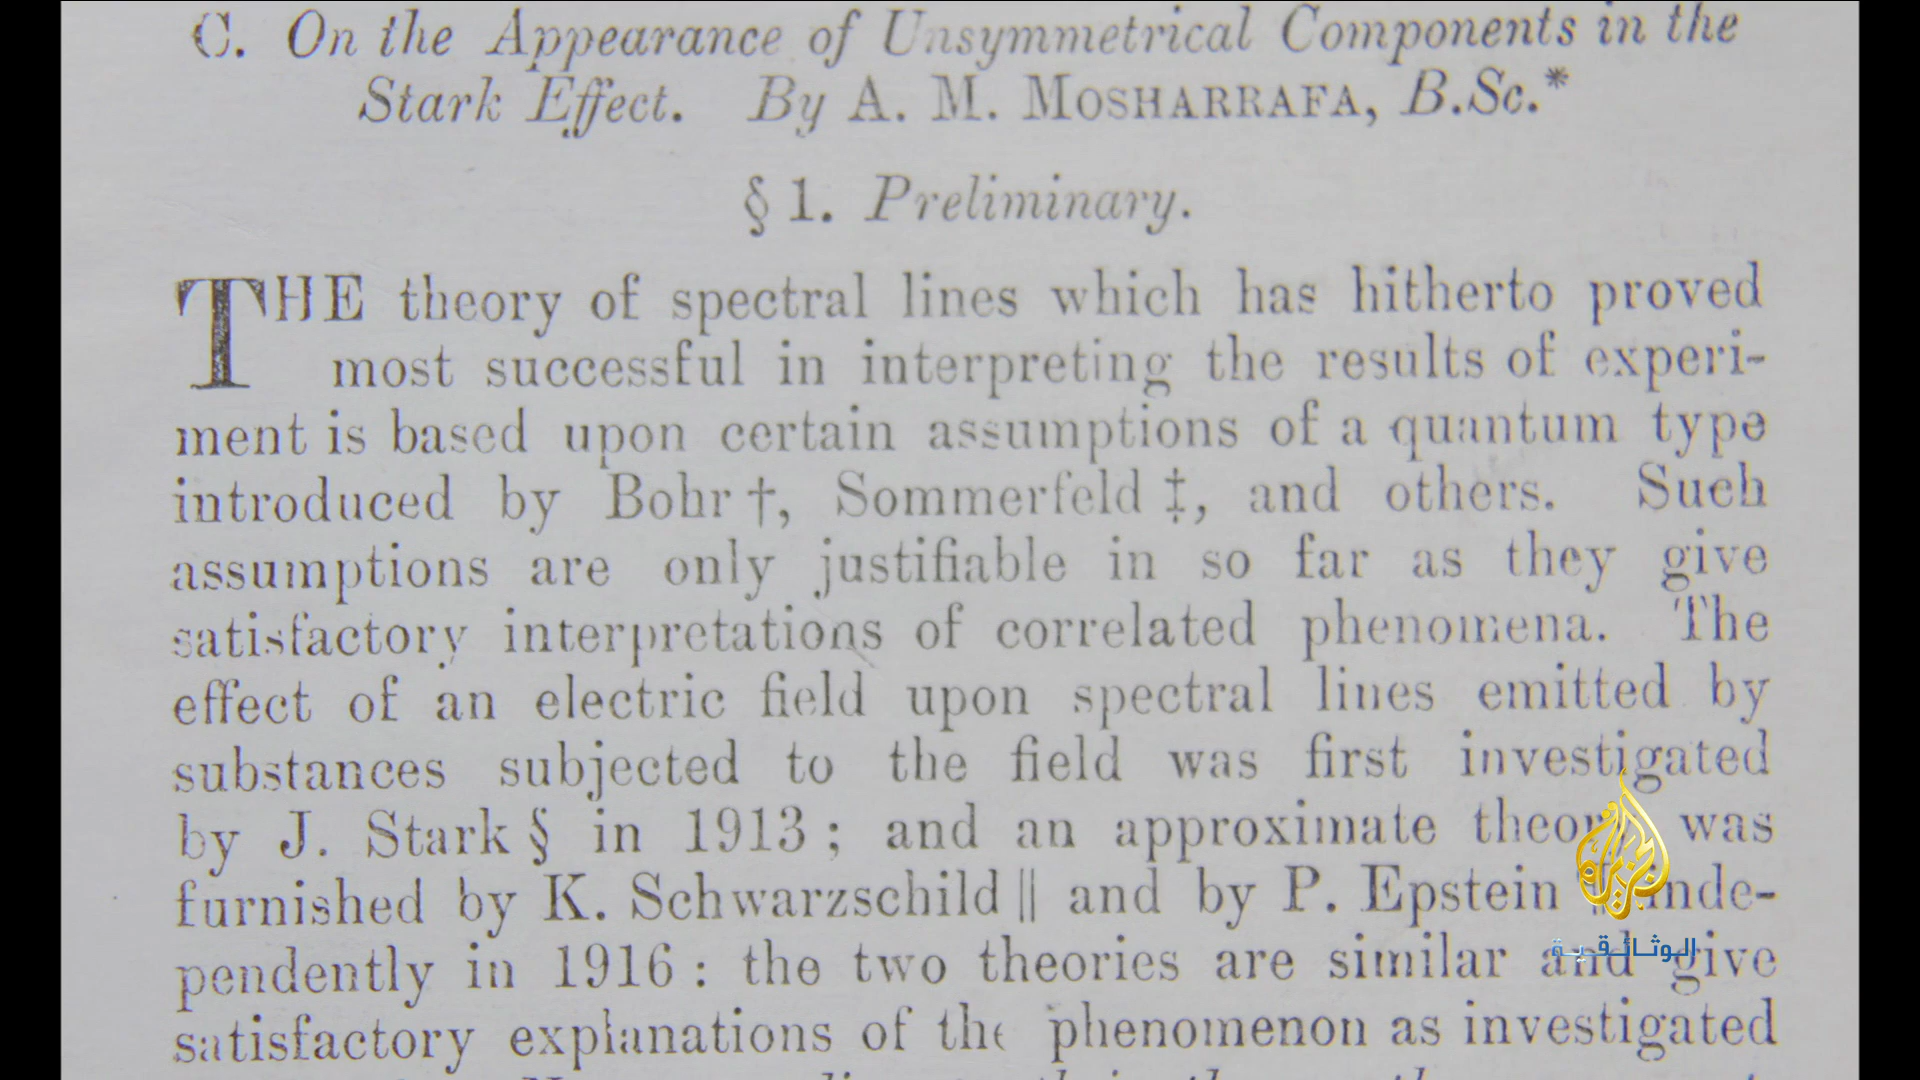 C. On the Appearance of Unsymmetrical Components in the
Stark Effect. By A. M. MOSHARRAFA, B.Sc.*
§ 1. Preliminary.
THE theory of spectral lines which has hitherto proved
most successful in interpreting the results of experi-
ment is based upon certain assumptions of a quantum type
introduced by Bohr †, Sommerfeld ‡, and others. Such
assumptions are only justifiable in so far as they give
satisfactory interpretations of correlated phenomena. The
effect of an electric field upon spectral lines emitted by
substances subjected to the field was first investigated
by J. Stark § in 1913 ; and an approximate theory was
furnished by K. Schwarzschild || and by P. Epstein inde-
pendently in 1916 : the two theories are similar and give
satisfactory explanations of the phenomenon as investigated
الجزيرة
الوثائقية